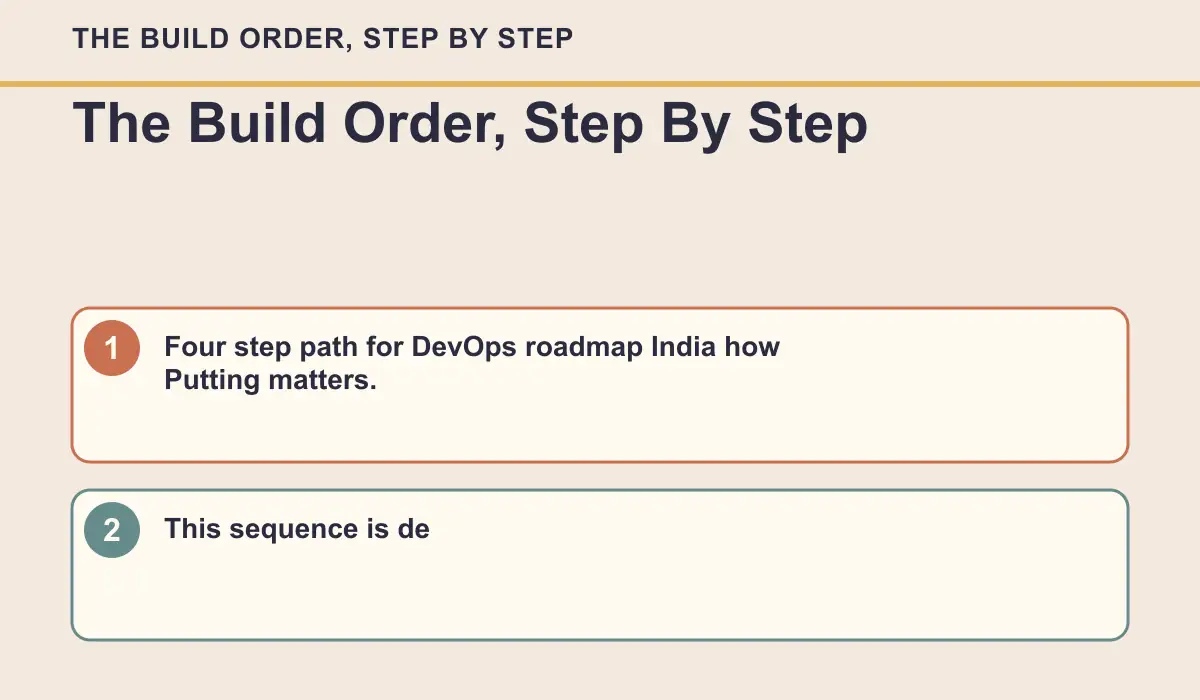 THE BUILD ORDER, STEP BY STEP
The Build Order, Step By Step
1
Four step path for DevOps roadmap India how
Putting matters.
2
This sequence is de